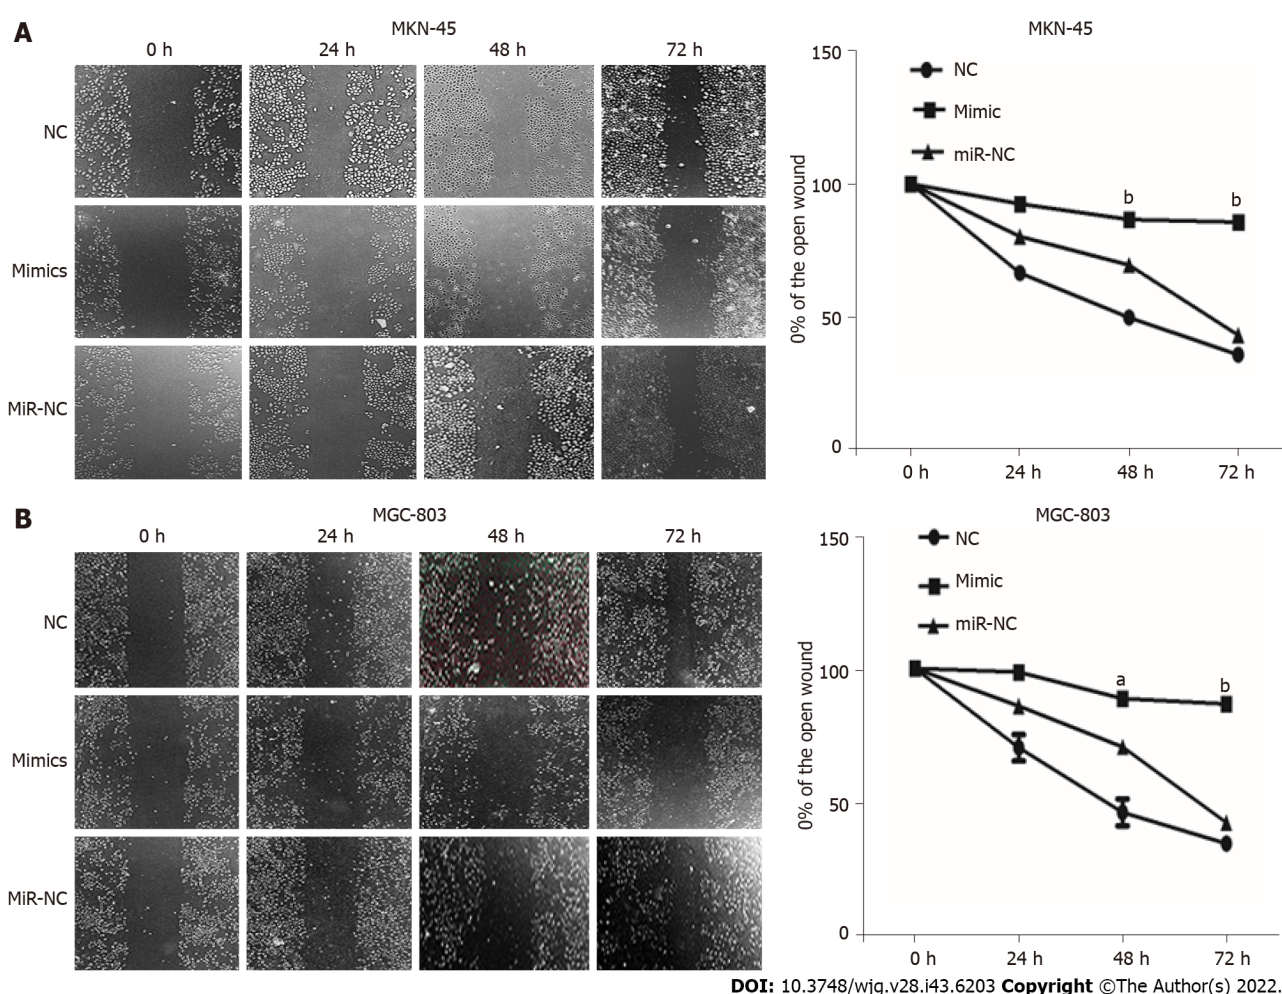 A
MKN-45
0 h
24 h
48 h
72 h
NC
Mimics
MiR-NC
MKN-45
150
100
50
0
0% of the open wound
NC
Mimic
miR-NC
b
b
0 h
24 h
48 h
72 h
B
MGC-803
0 h
24 h
48 h
72 h
NC
Mimics
MiR-NC
MGC-803
150
100
50
0
0% of the open wound
NC
Mimic
miR-NC
a
b
0 h
24 h
48 h
72 h
DOI: 10.3748/wjg.v28.i43.6203 Copyright ©The Author(s) 2022.